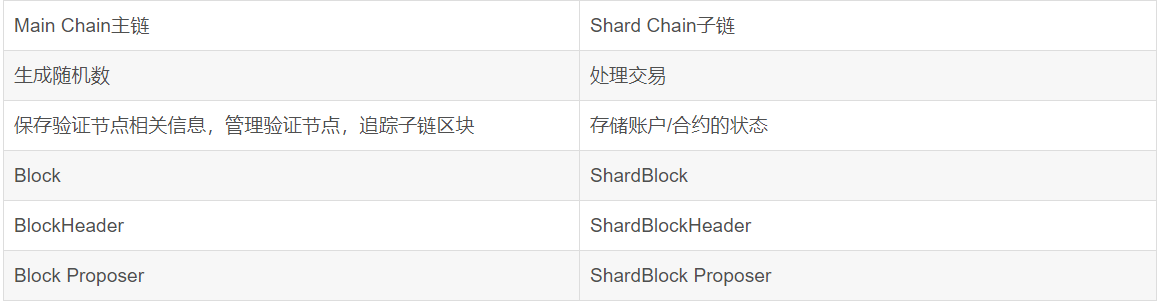 Main Chain主链
Shard Chain子链
生成随机数
处理交易
保存验证节点相关信息，管理验证节点，追踪子链区块
存储账户/合约的状态
Block
ShardBlock
BlockHeader
ShardBlockHeader
Block Proposer
ShardBlock Proposer